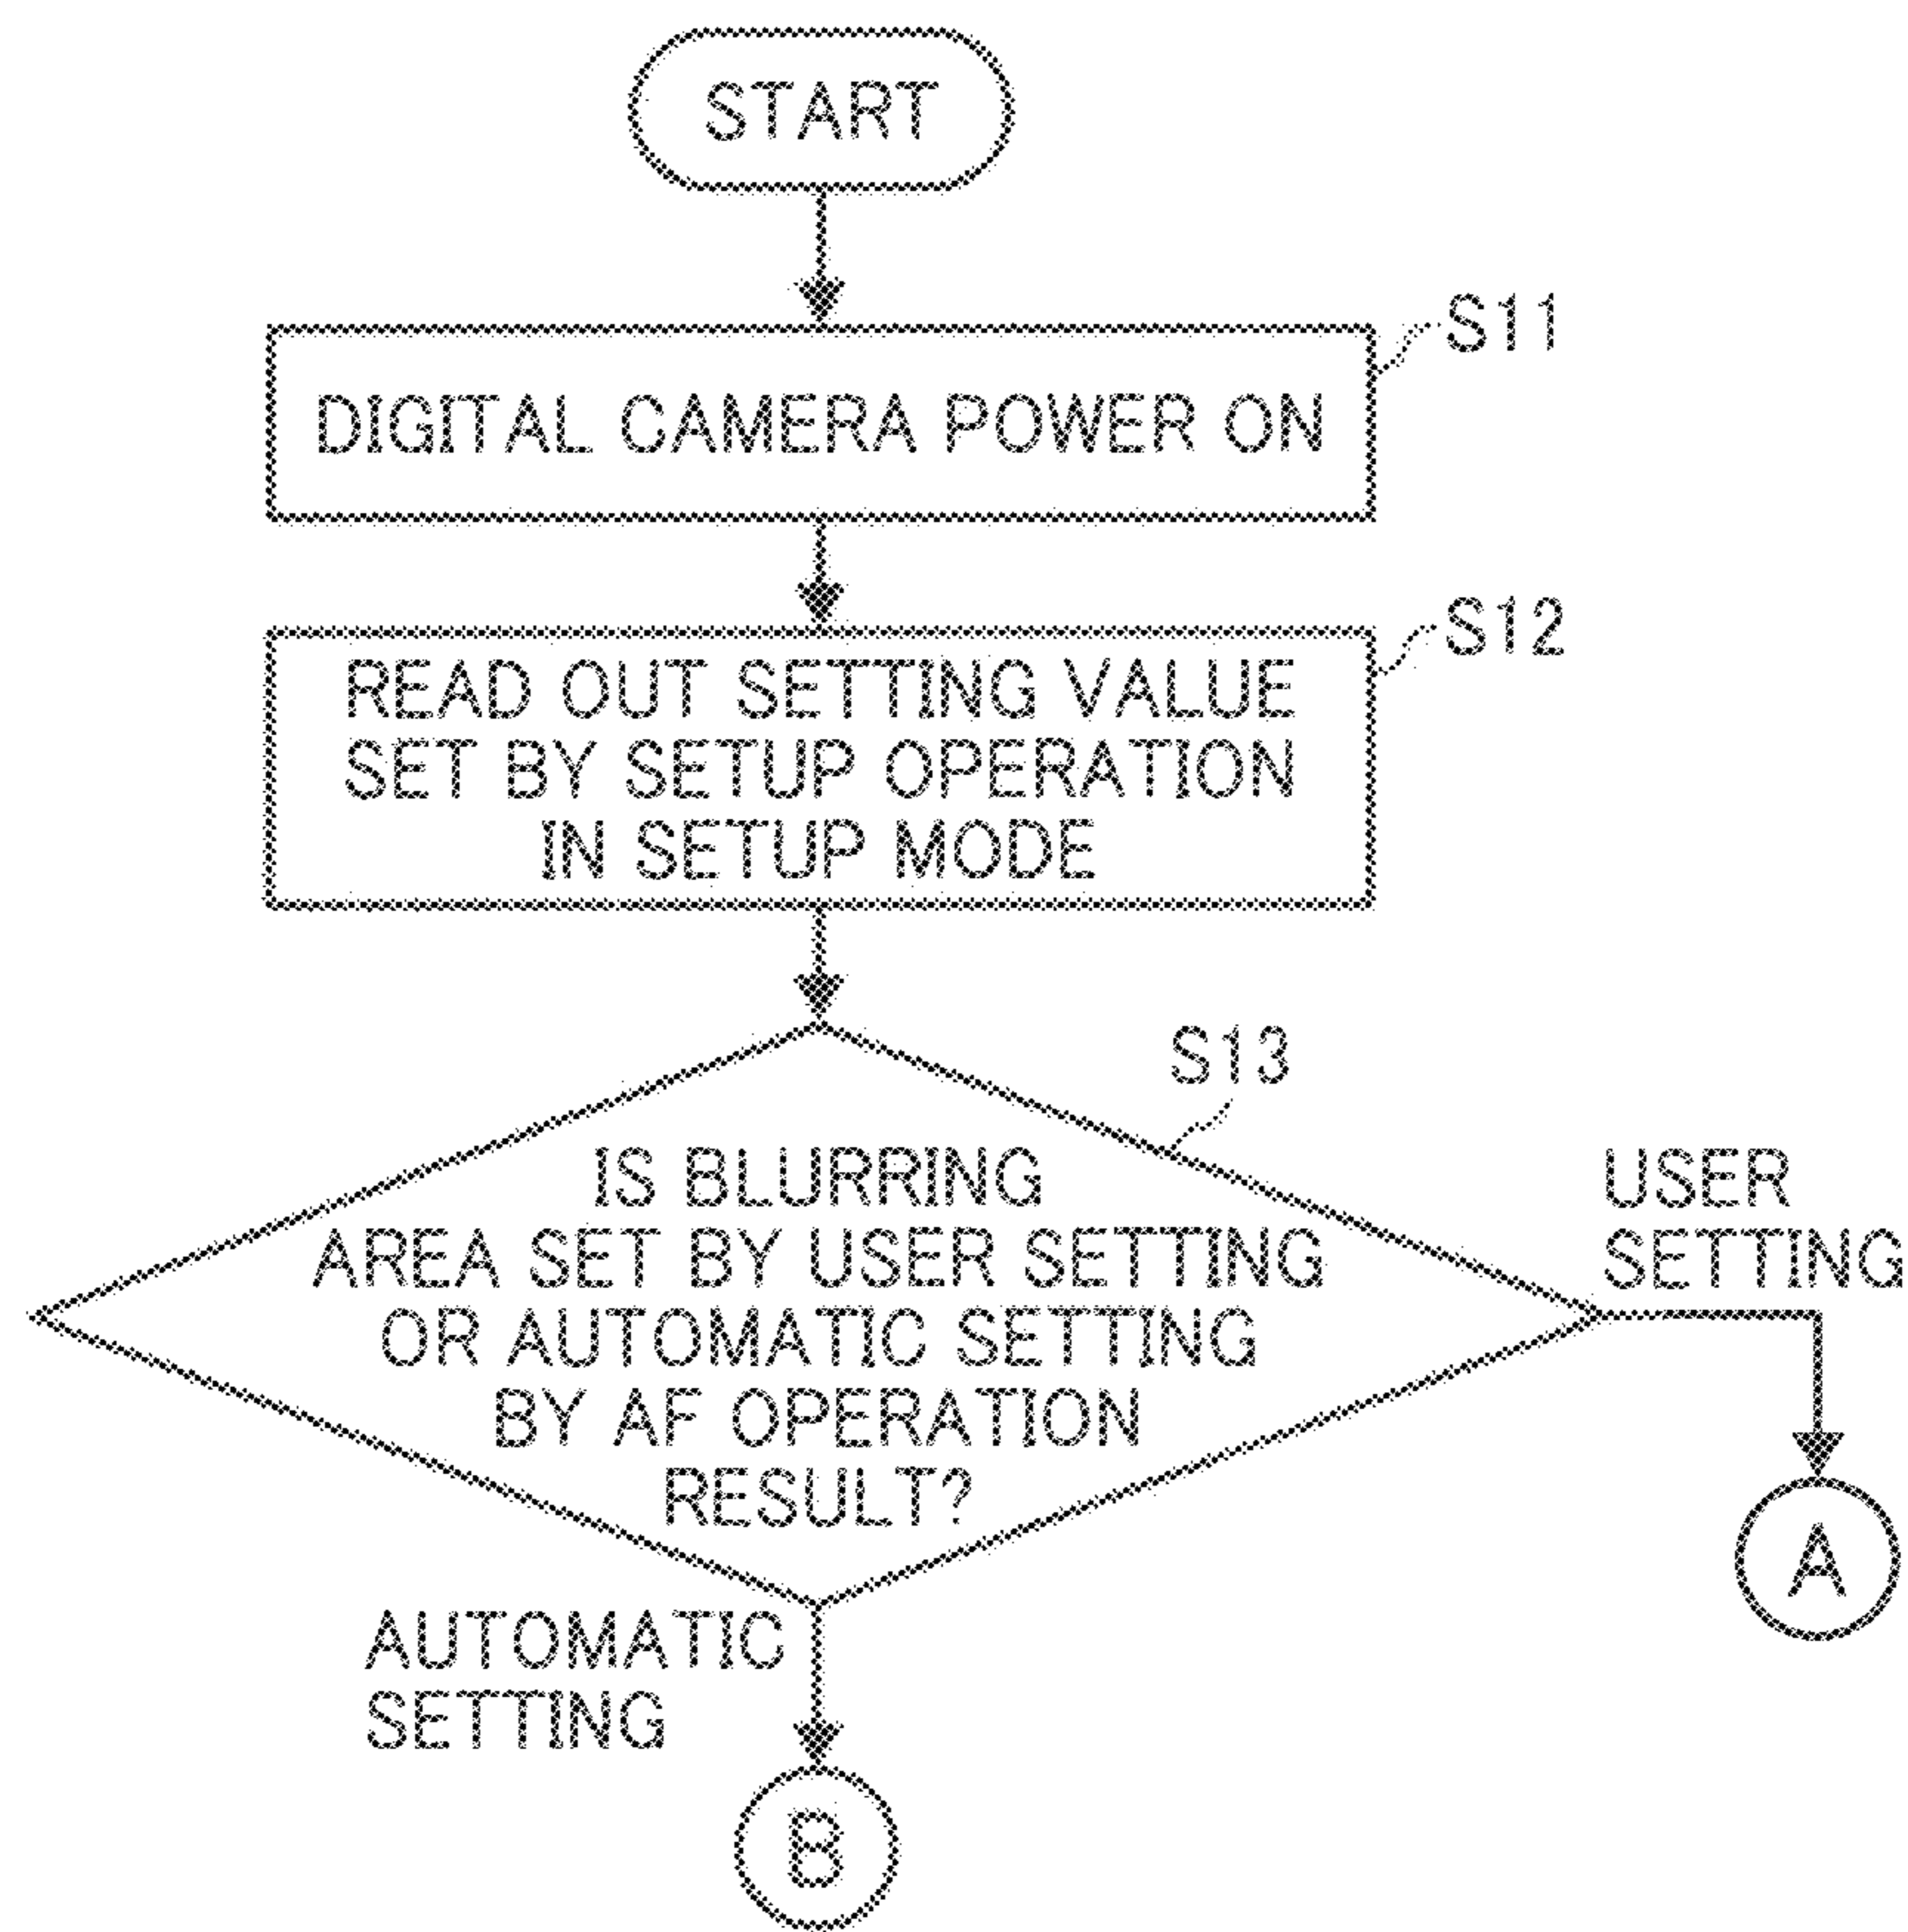 START
S11
DIGITAL CAMERA POWER ON
S12
READ OUT SETTING VALUE
SET BY SETUP OPERATION
IN SETUP MODE
S13
IS BLURRING
AREA SET BY USER SETTING
OR AUTOMATIC SETTING
BY AF OPERATION
RESULT?
USER
SETTING
A
AUTOMATIC
SETTING
B